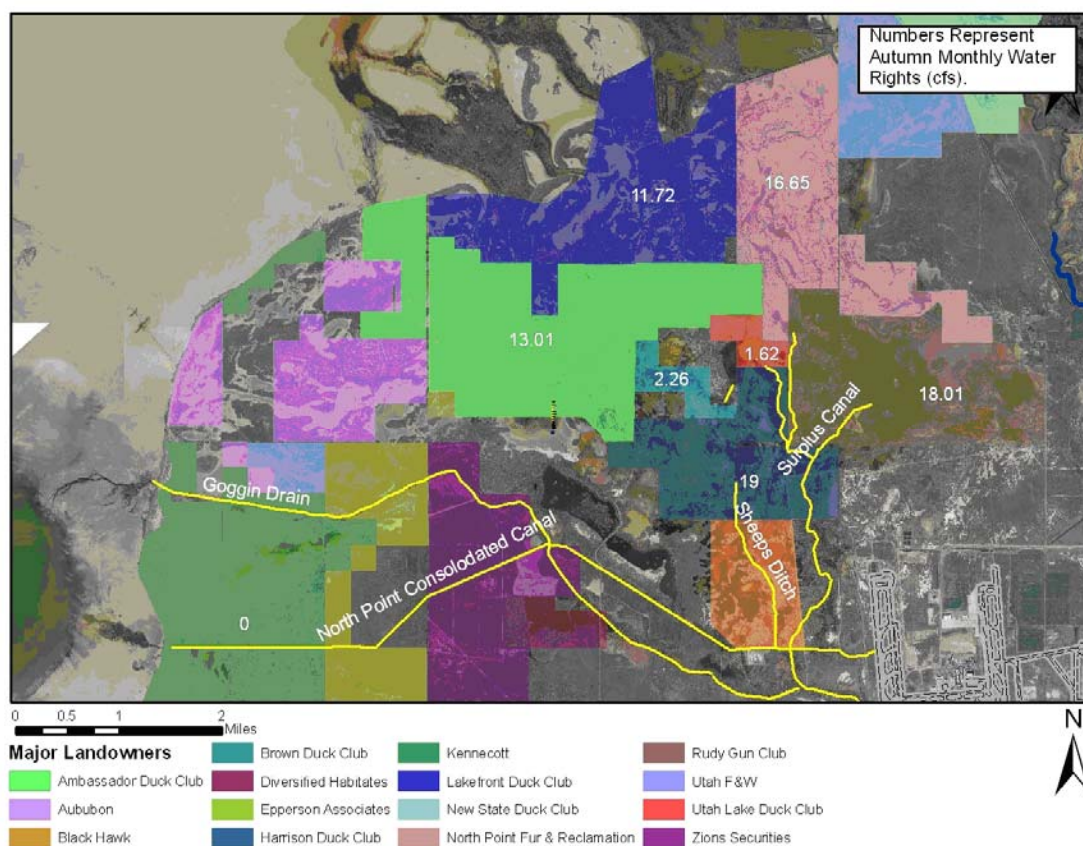 Numbers Represent
Autumn Monthly Water
Rights (cfs).
11.72
16.65
13.01
1.62
2.26
18.01
Surplus Canal
19
Goggin Drain
Sheeps Ditch
North Point Consolodated Canal
0
0 0.5 1 2
Miles
N
Major Landowners
Ambassador Duck Club
Aububon
Black Hawk
Brown Duck Club
Diversified Habitates
Epperson Associates
Harrison Duck Club
Kennecott
Lakefront Duck Club
New State Duck Club
North Point Fur & Reclamation
Rudy Gun Club
Utah F&W
Utah Lake Duck Club
Zions Securities